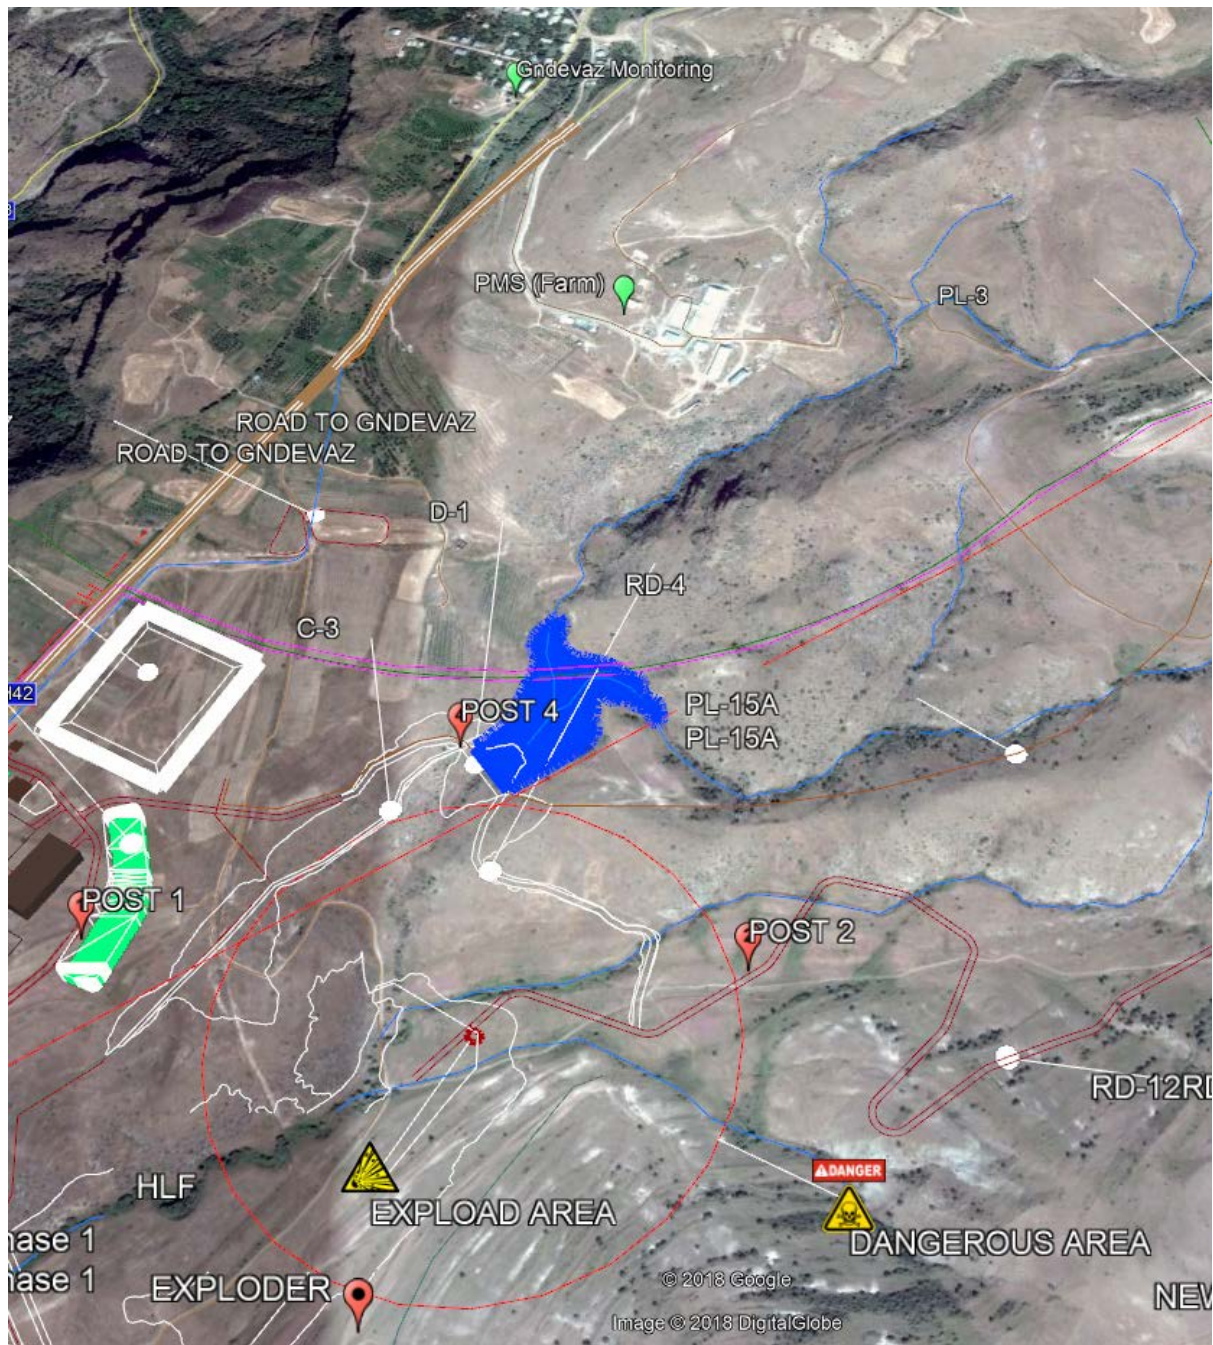 Gndevaz Monitoring
PMS (Farm)
PL-3
ROAD TO GNDEVAZ
ROAD TO GNDEVAZ
D-1
RD-4
C-3
H42
POST 4
PL-15A
PL-15A
POST 1
POST 2
RD-12RD
DANGER
HLF
EXPLOAD AREA
DANGEROUS AREA
hase 1
hase 1
EXPLODER
© 2018 Google
NEW
Image © 2018 DigitalGlobe